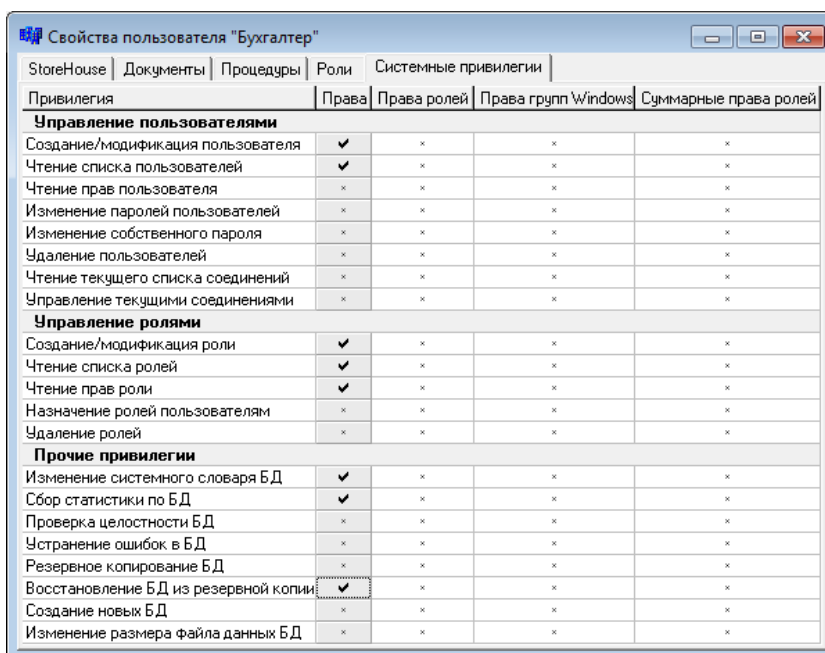 Свойства пользователя "Бухгалтер"
StoreHouse Документы Процедуры Роли Системные привилегии
Привилегия Права Права ролей Права групп Windows Суммарные права ролей
Управление пользователями
Создание/модификация пользователя
Чтение списка пользователей
Чтение прав пользователя
Изменение паролей пользователей
Изменение собственного пароля
Удаление пользователей
Чтение текущего списка соединений
Управление текущими соединениями
Управление ролями
Создание/модификация роли
Чтение списка ролей
Чтение прав роли
Назначение ролей пользователям
Удаление ролей
Прочие привилегии
Изменение системного словаря БД
Сбор статистики по БД
Проверка целостности БД
Устранение ошибок в БД
Резервное копирование БД
Восстановление БД из резервной копии
Создание новых БД
Изменение размера файла данных БД